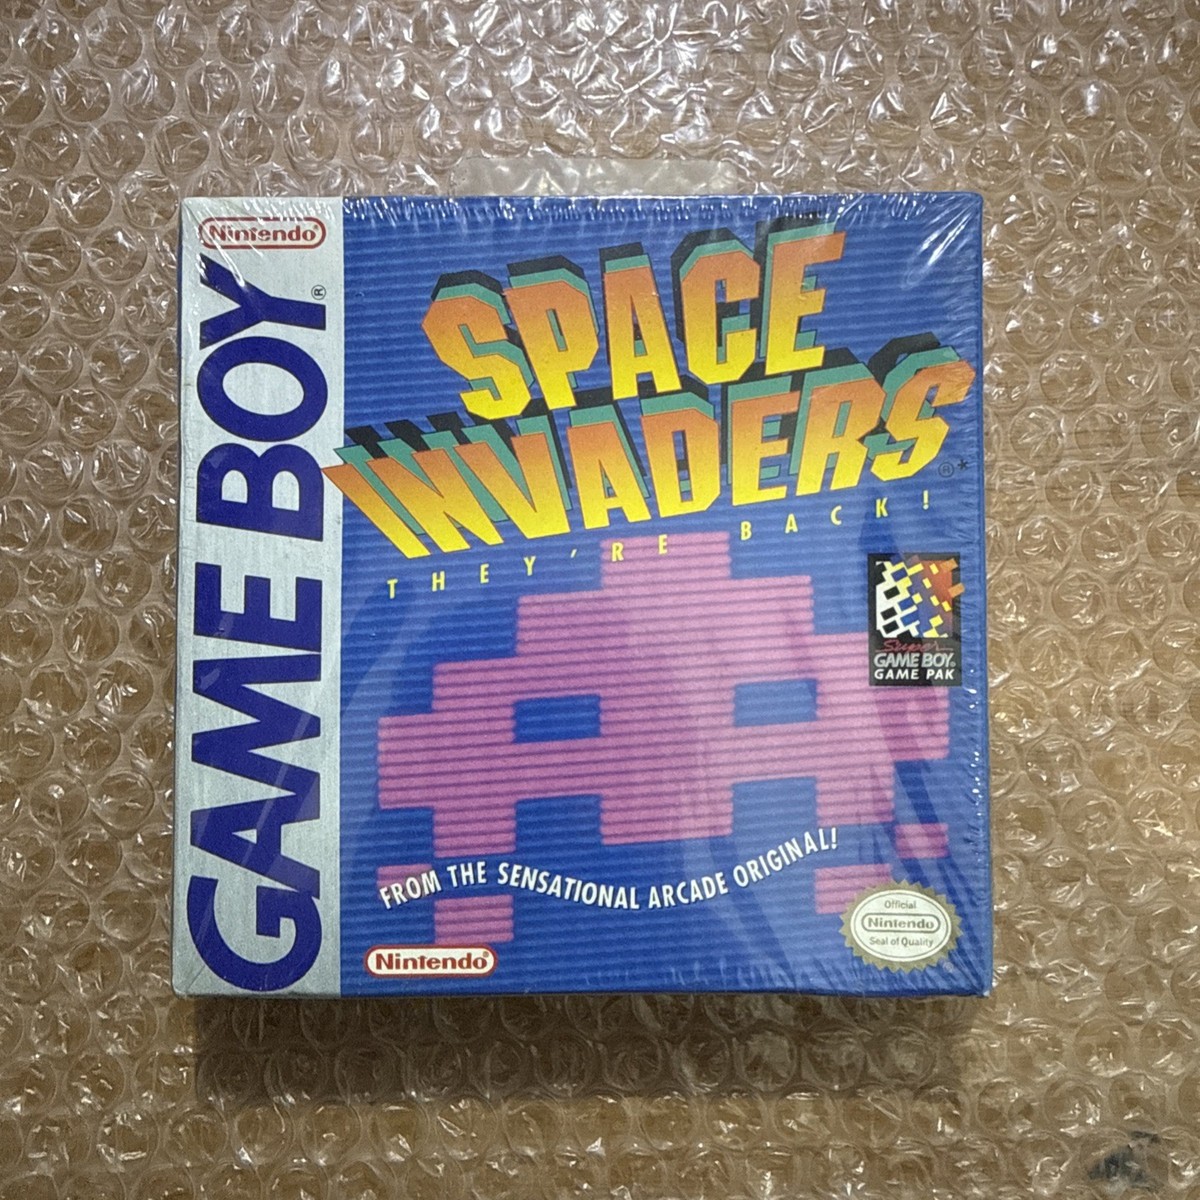 Nintendo®
GAME BOY®
SPACE
INVADERS®*
THEY'RE BACK!
Super
GAME BOY®
GAME PAK
FROM THE SENSATIONAL ARCADE ORIGINAL!
Official
Nintendo
Seal of Quality
Nintendo®